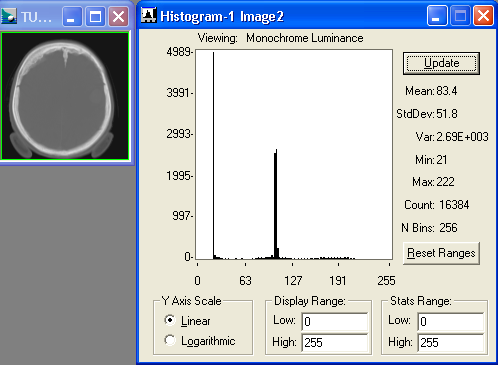 TU...
Histogram-1 Image2
Viewing: Monochrome Luminance
4989
3991
2993
1995
997
0
0 63 127 191 255
Update
Mean: 83.4
StdDev: 51.8
Var: 2.69E+003
Min: 21
Max: 222
Count: 16384
N Bins: 256
Reset Ranges
Y Axis Scale
Linear
Logarithmic
Display Range:
Low: 0
High: 255
Stats Range:
Low: 0
High: 255